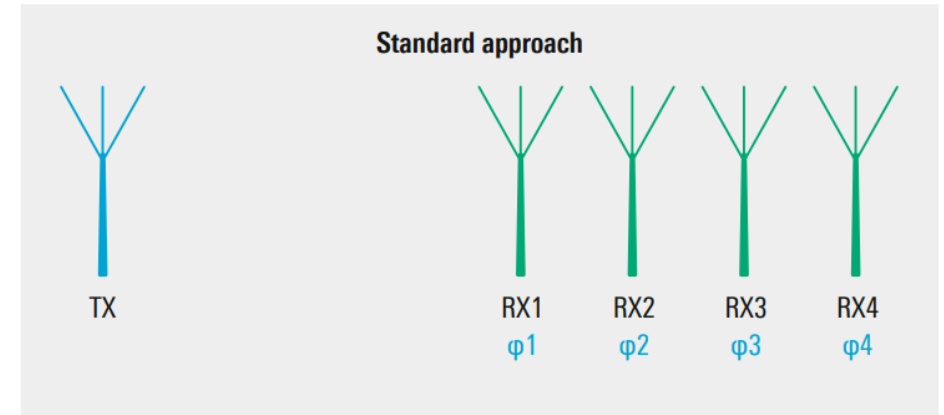 Standard approach
TX RX1 RX2 RX3 RX4
φ1 φ2 φ3 φ4